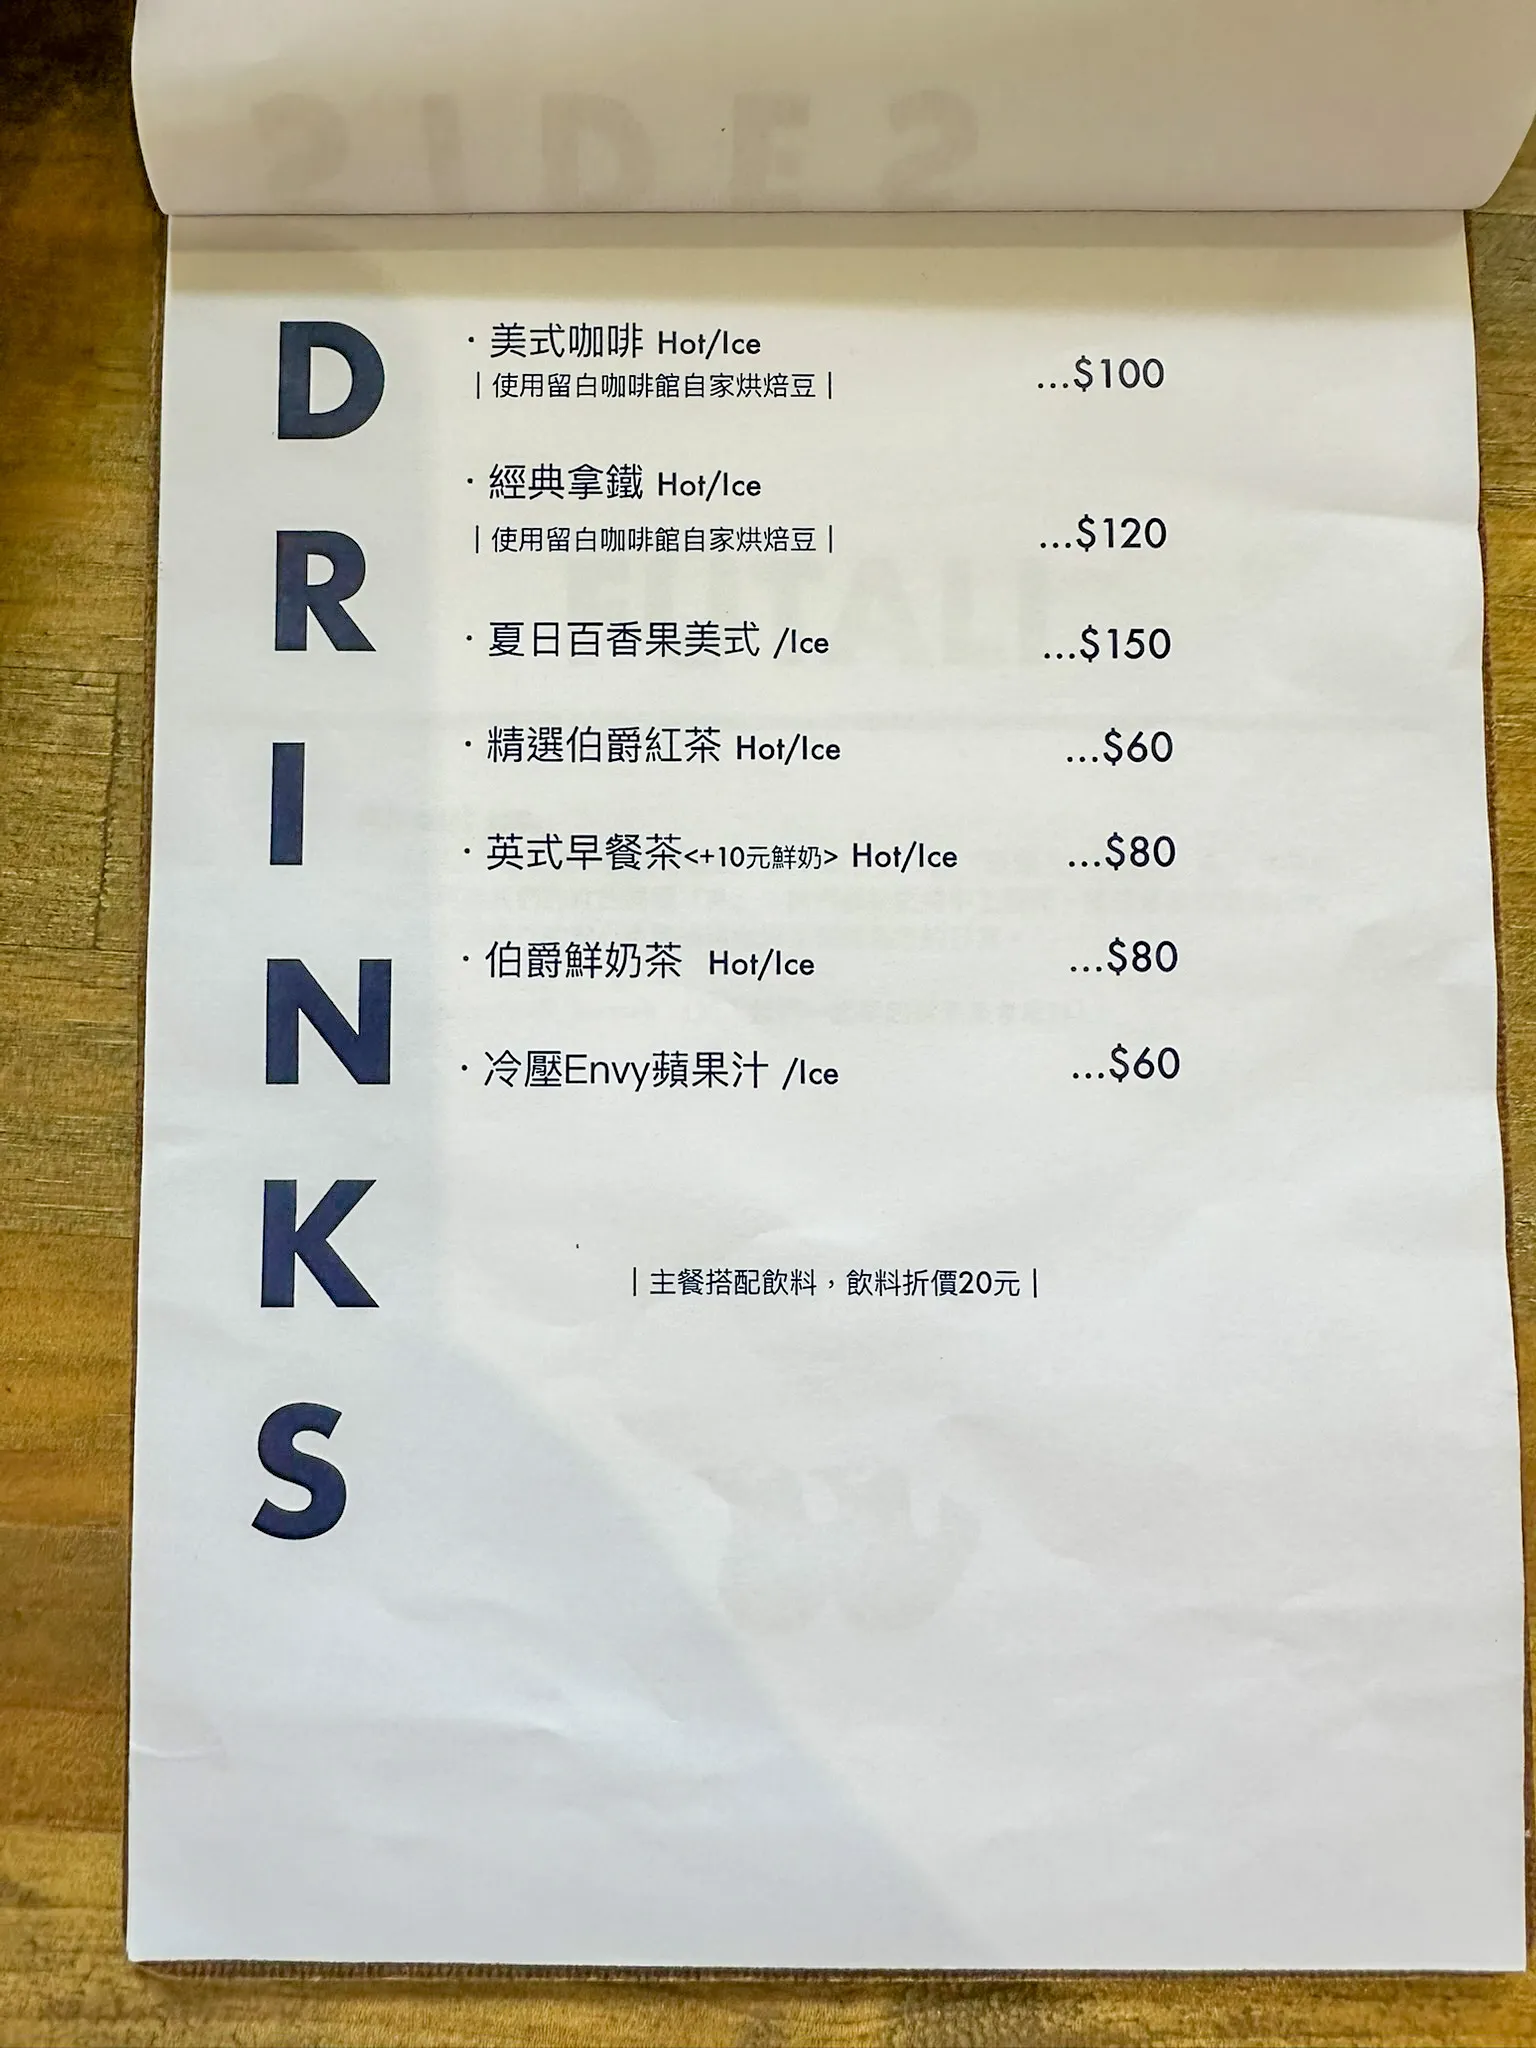 SIDES
DRINKS
・美式咖啡 Hot/Ice ...$100
|使用留白咖啡館自家烘焙豆|
・經典拿鐵 Hot/Ice
|使用留白咖啡館自家烘焙豆| ...$120
・夏日百香果美式 /Ice ...$150
・精選伯爵紅茶 Hot/Ice ...$60
・英式早餐茶<+10元鮮奶> Hot/Ice ...$80
・伯爵鮮奶茶 Hot/Ice ...$80
・冷壓Envy蘋果汁 /Ice ...$60
|主餐搭配飲料，飲料折價20元|